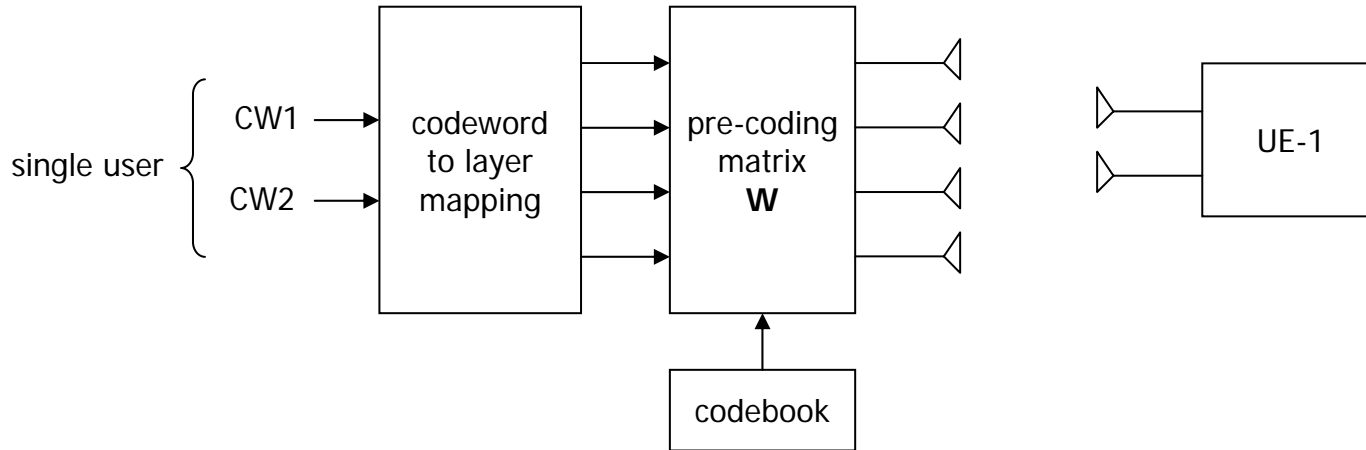 single user
CW1
CW2
codeword
to layer
mapping
pre-coding
matrix
W
codebook
UE-1